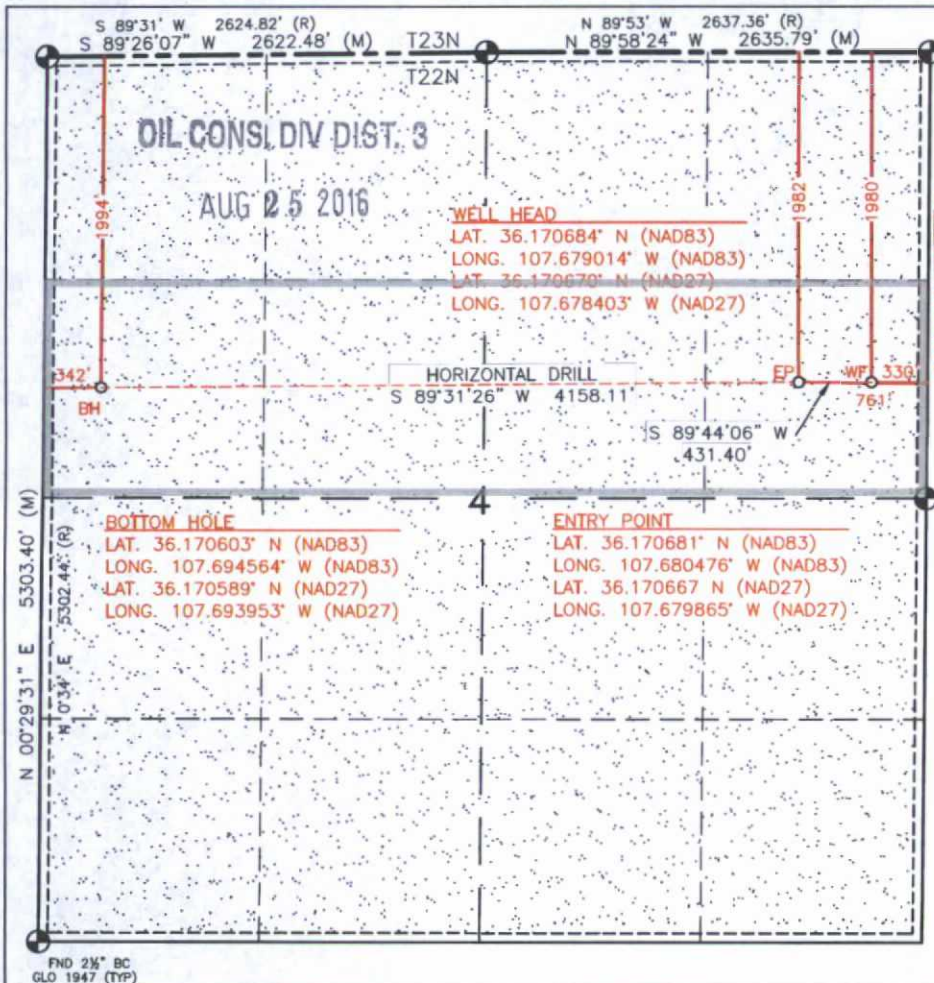 S 89°31' W 2624.82' (R)
S 89°26'07" W 2622.48' (M)
N 89°53' W 2637.36' (R)
N 89°58'24" W 2635.79' (M)
T23N
T22N
OIL CONS. DIV DIST. 3
AUG 25 2016
1994'
1982'
1980'
WELL HEAD
LAT. 36.170684° N (NAD83)
LONG. 107.679014° W (NAD83)
LAT. 36.170670° N (NAD27)
LONG. 107.678403° W (NAD27)
342'
BH
HORIZONTAL DRILL
S 89°31'26" W 4158.11'
EP
WF
330'
761'
S 89°44'06" W
431.40'
4
BOTTOM HOLE
LAT. 36.170603° N (NAD83)
LONG. 107.694564° W (NAD83)
LAT. 36.170589° N (NAD27)
LONG. 107.693953° W (NAD27)
ENTRY POINT
LAT. 36.170681° N (NAD83)
LONG. 107.680476° W (NAD83)
LAT. 36.170667 N (NAD27)
LONG. 107.679865° W (NAD27)
N 00°29'31" E 5303.40' (M)
N 0°34' E 5302.44' (R)
FND 2½" BC
GLO 1947 (TYP)